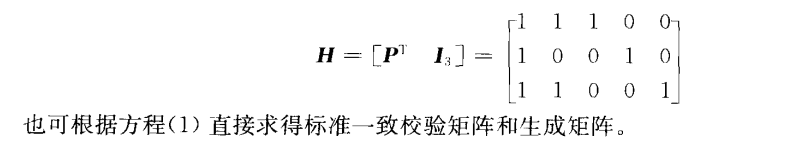 H = [Pᵀ I₃] = [1 1 1 0 0
1 0 0 1 0
1 1 0 0 1]
也可根据方程(1) 直接求得标准一致校验矩阵和生成矩阵。